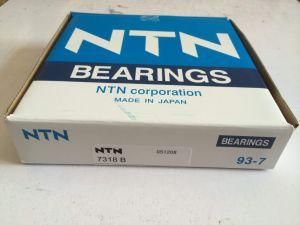 NTN
BEARINGS
NTN corporation
MADE IN JAPAN
NTN
NTN 051208
7318 B
BEARINGS
93-7